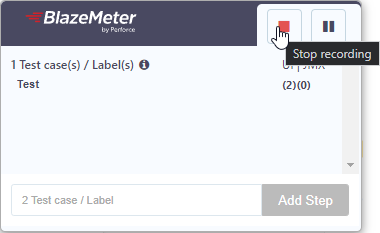 BlazeMeter
by Perforce
Stop recording
1 Test case(s) / Label(s)
Test (2)(0)
2 Test case / Label
Add Step